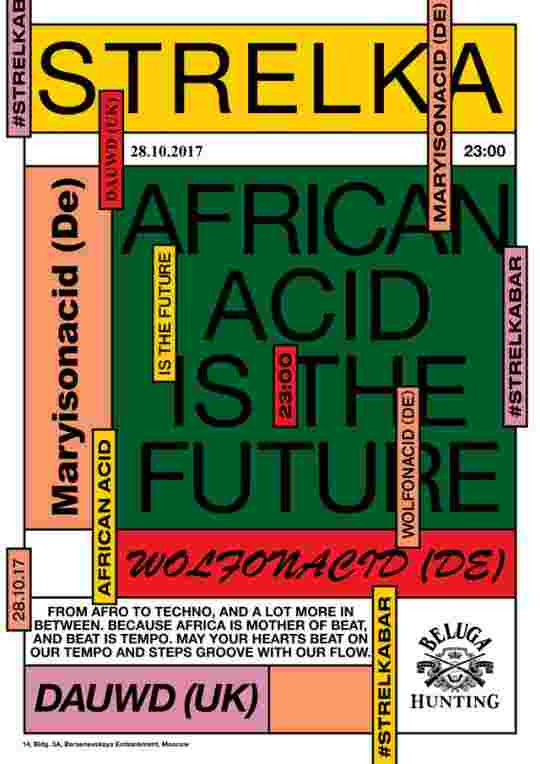 #STRELKAB
STRELKA
MARYISONACID (DE)
DAUWD (UK)
28.10.2017
23:00
Maryisonacid (De)
AFRICAN
ACID
IS THE
FUTURE
IS THE FUTURE
23:00
#STRELKABAR
WOLFONACID (DE)
AFRICAN ACID
WOLFONACID (DE)
28.10.17
FROM AFRO TO TECHNO, AND A LOT MORE IN
BETWEEN. BECAUSE AFRICA IS MOTHER OF BEAT,
AND BEAT IS TEMPO. MAY YOUR HEARTS BEAT ON
OUR TEMPO AND STEPS GROOVE WITH OUR FLOW.
#STRELKABAR
BELUGA
HUNTING
DAUWD (UK)
14, Bldg. 5A, Bersenevskaya Embankment, Moscow